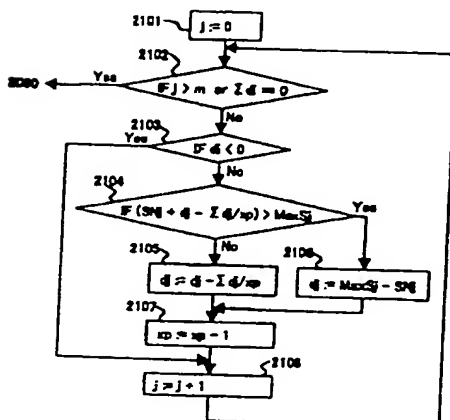 2101
j := 0
2102
Yes
2080
IF j > m or Σ dj == 0
No
2103
Yes
IF dj < 0
No
2104
IF (SNj + dj - Σ dj/xp) > MaxSj
Yes
No
2105
dj := dj - Σ dj/xp
2106
dj := MaxSj - SNj
2107
xp := xp - 1
2108
j := j + 1